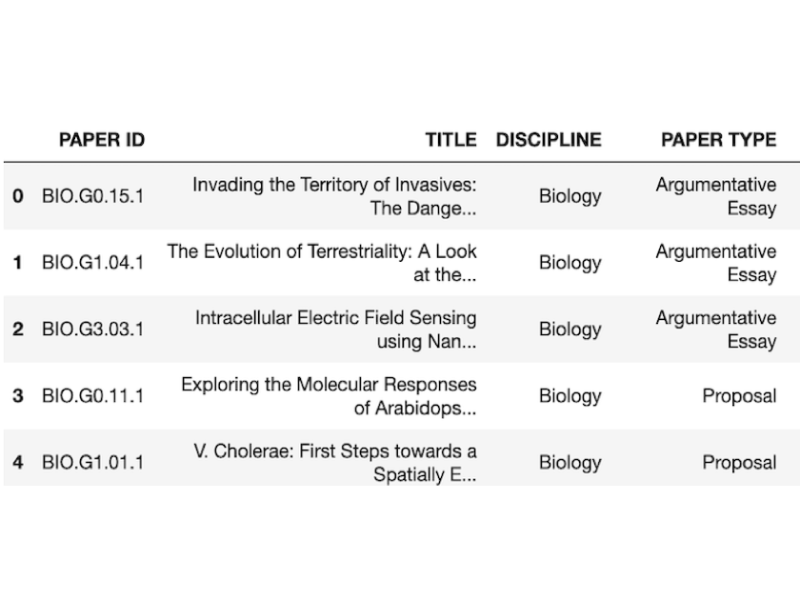 PAPER ID TITLE DISCIPLINE PAPER TYPE
0 BIO.G0.15.1 Invading the Territory of Invasives: The Dange... Biology Argumentative Essay
1 BIO.G1.04.1 The Evolution of Terrestriality: A Look at the... Biology Argumentative Essay
2 BIO.G3.03.1 Intracellular Electric Field Sensing using Nan... Biology Argumentative Essay
3 BIO.G0.11.1 Exploring the Molecular Responses of Arabidops... Biology Proposal
4 BIO.G1.01.1 V. Cholerae: First Steps towards a Spatially E... Biology Proposal